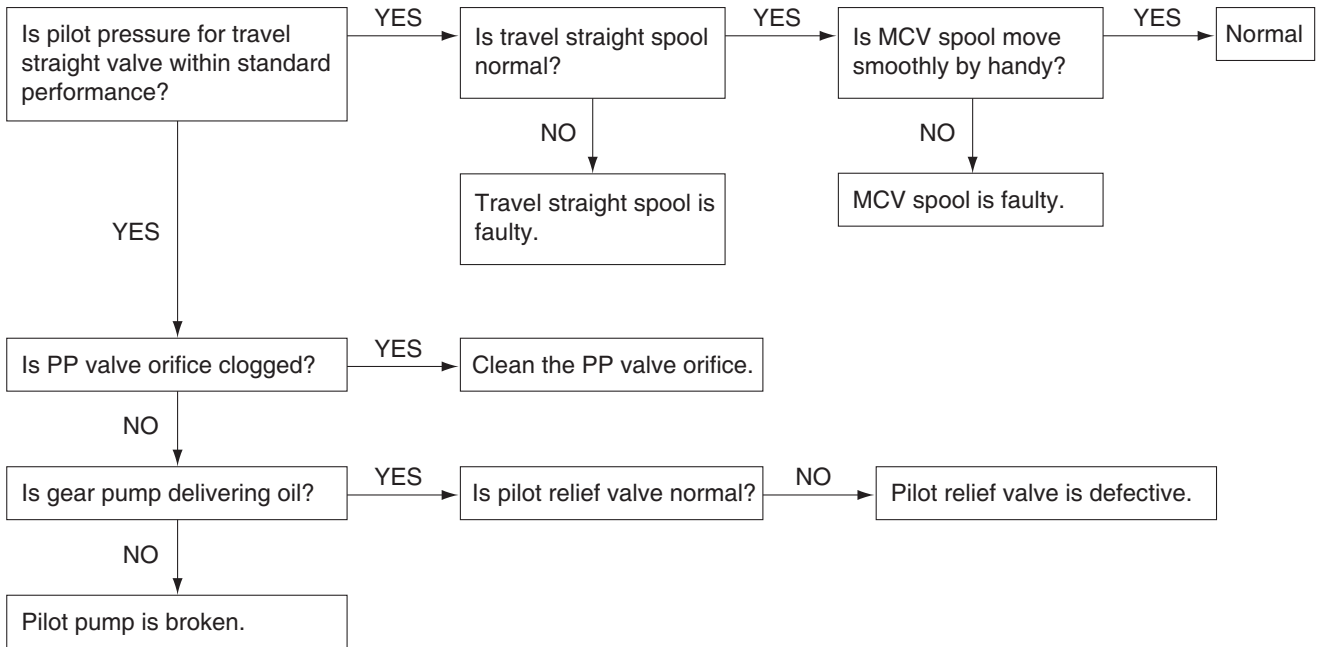 Is pilot pressure for travel
straight valve within standard
performance?
YES
Is travel straight spool
normal?
YES
Is MCV spool move
smoothly by handy?
YES
Normal
NO
Travel straight spool is
faulty.
NO
MCV spool is faulty.
YES
Is PP valve orifice clogged?
YES
Clean the PP valve orifice.
NO
Is gear pump delivering oil?
YES
Is pilot relief valve normal?
NO
Pilot relief valve is defective.
NO
Pilot pump is broken.